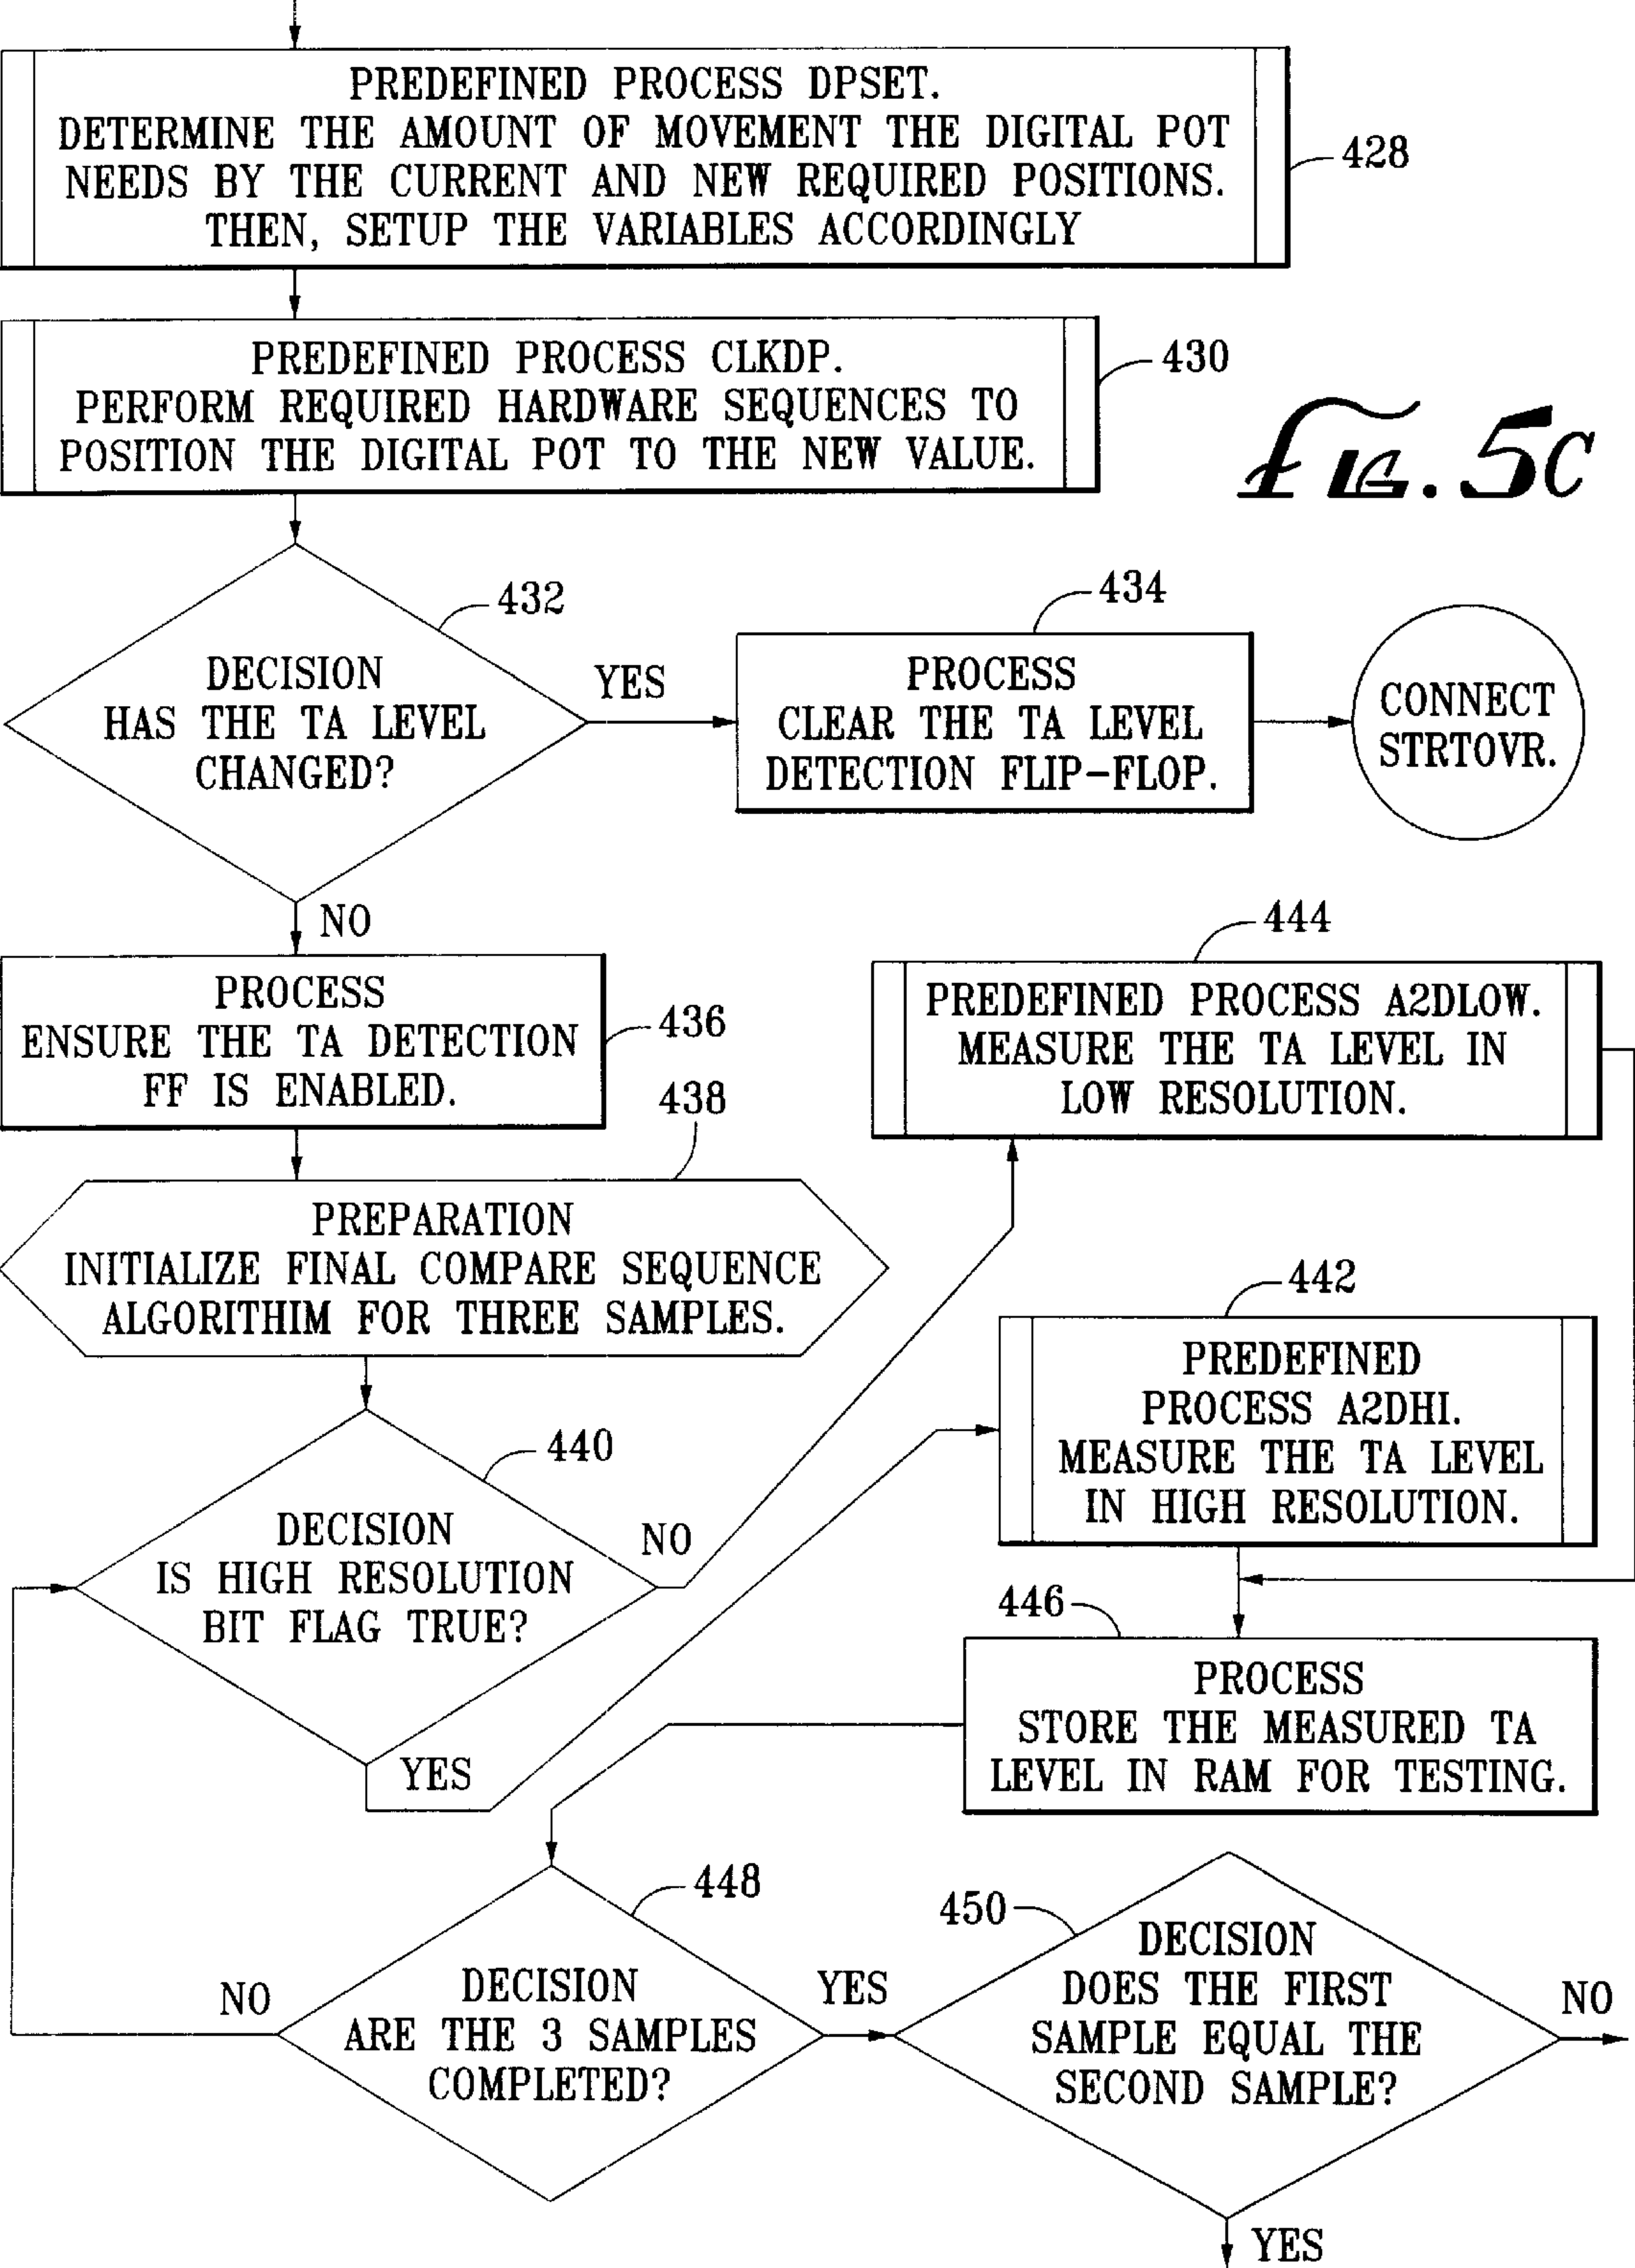 PREDEFINED PROCESS DPSET.
DETERMINE THE AMOUNT OF MOVEMENT THE DIGITAL POT
NEEDS BY THE CURRENT AND NEW REQUIRED POSITIONS.
THEN, SETUP THE VARIABLES ACCORDINGLY
428
PREDEFINED PROCESS CLKDP.
PERFORM REQUIRED HARDWARE SEQUENCES TO
POSITION THE DIGITAL POT TO THE NEW VALUE.
430
FIG. 5C
432
DECISION
HAS THE TA LEVEL
CHANGED?
YES
434
PROCESS
CLEAR THE TA LEVEL
DETECTION FLIP-FLOP.
CONNECT
STRTOVR.
NO
PROCESS
ENSURE THE TA DETECTION
FF IS ENABLED.
436
438
444
PREDEFINED PROCESS A2DLOW.
MEASURE THE TA LEVEL IN
LOW RESOLUTION.
PREPARATION
INITIALIZE FINAL COMPARE SEQUENCE
ALGORITHIM FOR THREE SAMPLES.
442
PREDEFINED
PROCESS A2DHI.
MEASURE THE TA LEVEL
IN HIGH RESOLUTION.
440
DECISION
IS HIGH RESOLUTION
BIT FLAG TRUE?
NO
YES
446
PROCESS
STORE THE MEASURED TA
LEVEL IN RAM FOR TESTING.
448
DECISION
ARE THE 3 SAMPLES
COMPLETED?
NO
YES
450
DECISION
DOES THE FIRST
SAMPLE EQUAL THE
SECOND SAMPLE?
NO
YES